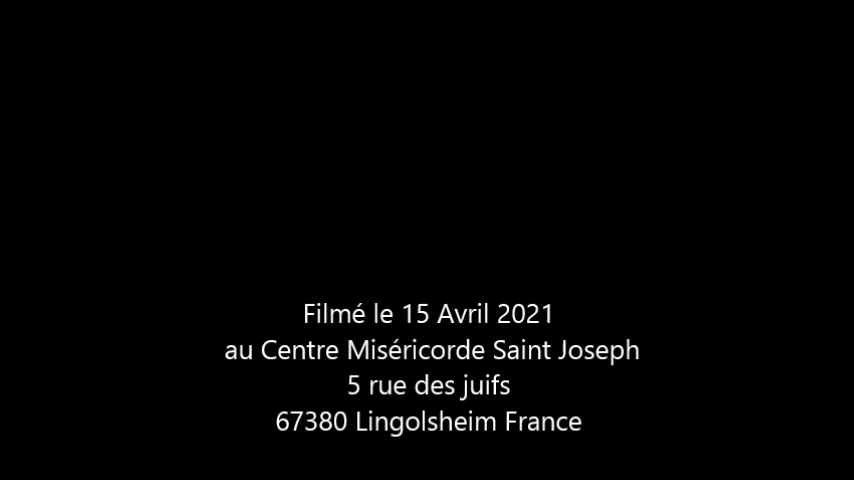 Filmé le 15 Avril 2021
au Centre Miséricorde Saint Joseph
5 rue des juifs
67380 Lingolsheim France